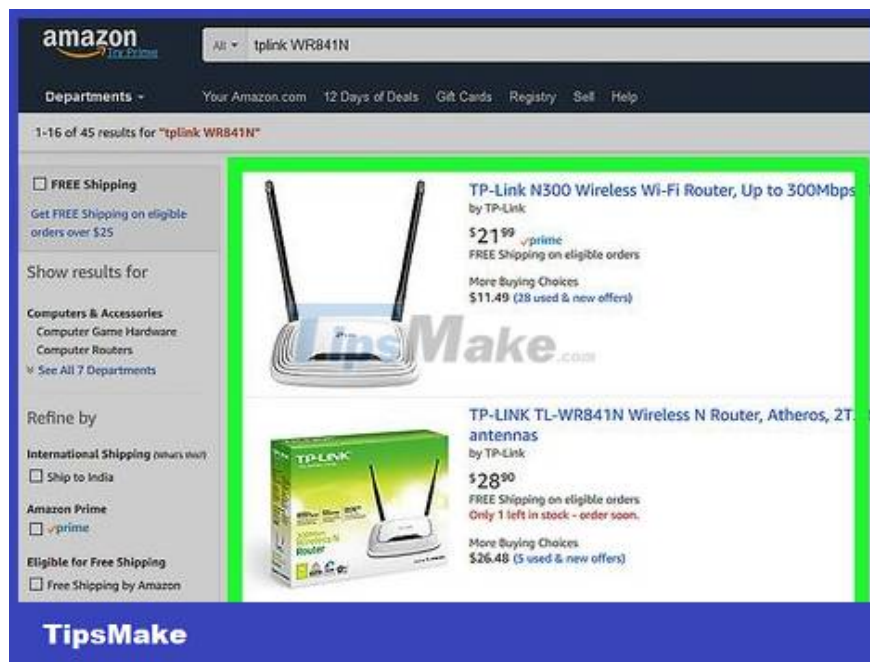 amazon
Try Prime
All
tplink WR841N
Departments
Your Amazon.com 12 Days of Deals Gift Cards Registry Sell Help
1-16 of 45 results for "tplink WR841N"
FREE Shipping
Get FREE Shipping on eligible
orders over $25
Show results for
Computers & Accessories
Computer Game Hardware
Computer Routers
See All 7 Departments
Refine by
International Shipping (What's this?)
Ship to India
Amazon Prime
prime
Eligible for Free Shipping
Free Shipping by Amazon
TP-Link N300 Wireless Wi-Fi Router, Up to 300Mbps
by TP-Link
$21 99 prime
FREE Shipping on eligible orders
More Buying Choices
$11.49 (28 used & new offers)
TipsMake.com
TP-LINK TL-WR841N Wireless N Router, Atheros, 2T
antennas
by TP-Link
$28 90
FREE Shipping on eligible orders
Only 1 left in stock - order soon.
More Buying Choices
$26.48 (5 used & new offers)
TP-LINK
300Mbps
Wireless N
Router
TipsMake